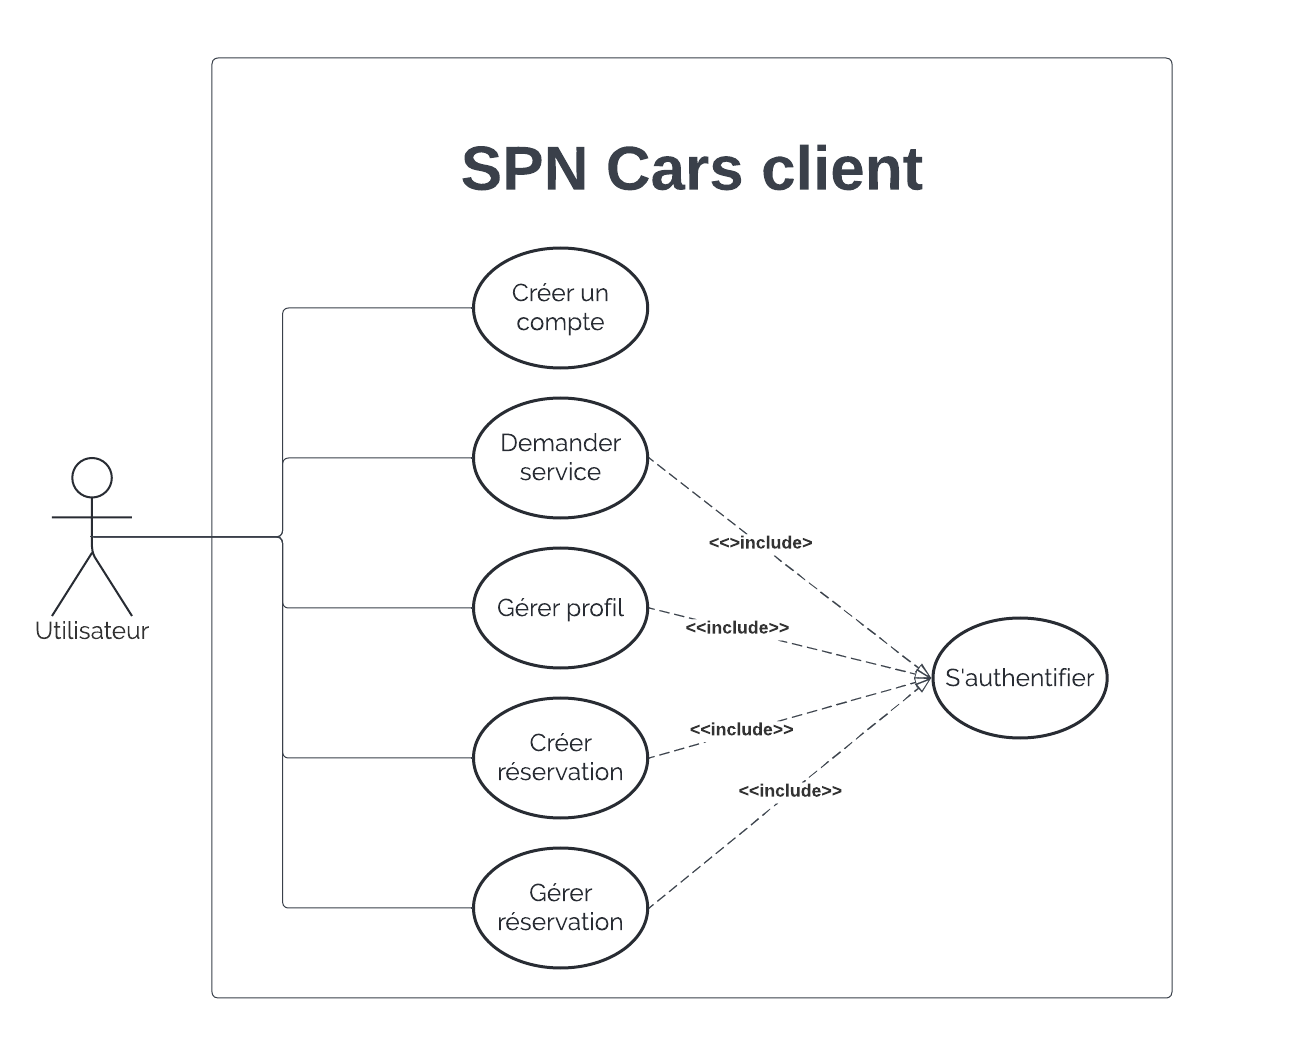 SPN Cars client
Créer un
compte
Demander
service
<<>include>
Gérer profil
<<include>>
Utilisateur
S'authentifier
Créer
réservation
<<include>>
<<include>>
Gérer
réservation